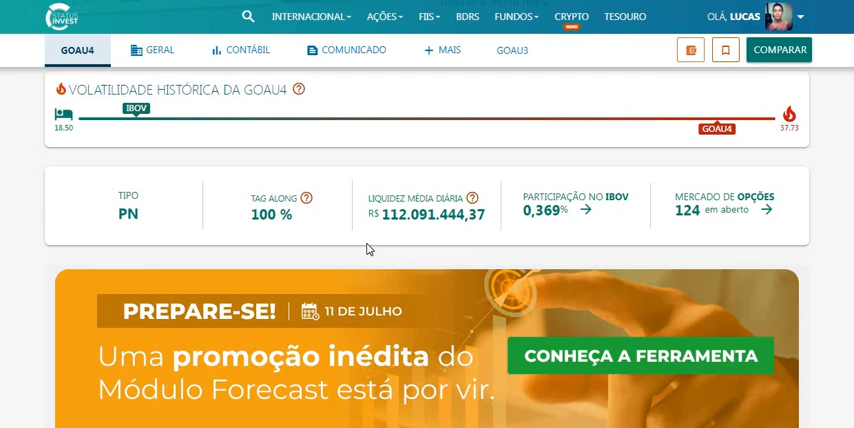 STATUS
INVEST
INTERNACIONAL
AÇÕES
FIIS
BDRS
FUNDOS
CRYPTO
TESOURO
OLÁ, LUCAS
GOAU4
GERAL
CONTÁBIL
COMUNICADO
MAIS
GOAU3
COMPARAR
VOLATILIDADE HISTÓRICA DA GOAU4
IBOV
18.50
GOAU4
37.73
TIPO
PN
TAG ALONG
100 %
LIQUIDEZ MÉDIA DIÁRIA
R$ 112.091.444,37
PARTICIPAÇÃO NO IBOV
0,369%
MERCADO DE OPÇÕES
124 em aberto
PREPARE-SE! | 11 DE JULHO
Uma promoção inédita do
Módulo Forecast está por vir.
CONHEÇA A FERRAMENTA